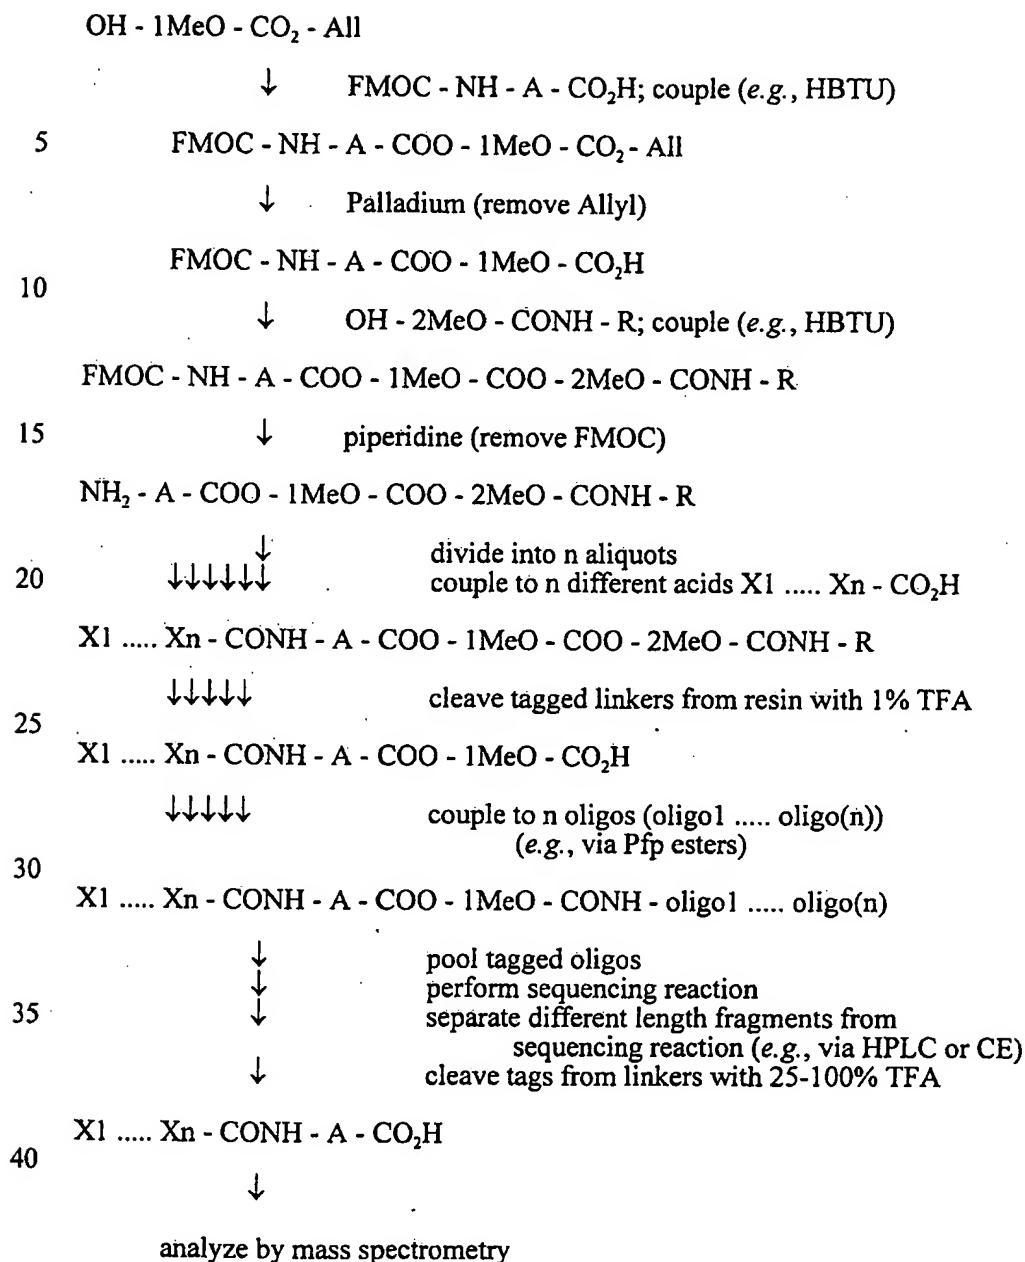 OH - 1MeO - CO₂ - All
↓ FMOC - NH - A - CO₂H; couple (e.g., HBTU)
5 FMOC - NH - A - COO - 1MeO - CO₂ - All
↓ Palladium (remove Allyl)
FMOC - NH - A - COO - 1MeO - CO₂H
10
↓ OH - 2MeO - CONH - R; couple (e.g., HBTU)
FMOC - NH - A - COO - 1MeO - COO - 2MeO - CONH - R
15 ↓ piperidine (remove FMOC)
NH₂ - A - COO - 1MeO - COO - 2MeO - CONH - R
↓ divide into n aliquots
20 ↓↓↓↓↓↓ couple to n different acids X1 ..... Xn - CO₂H
X1 ..... Xn - CONH - A - COO - 1MeO - COO - 2MeO - CONH - R
↓↓↓↓↓ cleave tagged linkers from resin with 1% TFA
25
X1 ..... Xn - CONH - A - COO - 1MeO - CO₂H
↓↓↓↓↓ couple to n oligos (oligo1 ..... oligo(n))
(e.g., via Pfp esters)
30
X1 ..... Xn - CONH - A - COO - 1MeO - CONH - oligo1 ..... oligo(n)
↓ pool tagged oligos
↓ perform sequencing reaction
35 ↓ separate different length fragments from
sequencing reaction (e.g., via HPLC or CE)
↓ cleave tags from linkers with 25-100% TFA
X1 ..... Xn - CONH - A - CO₂H
40
↓
analyze by mass spectrometry